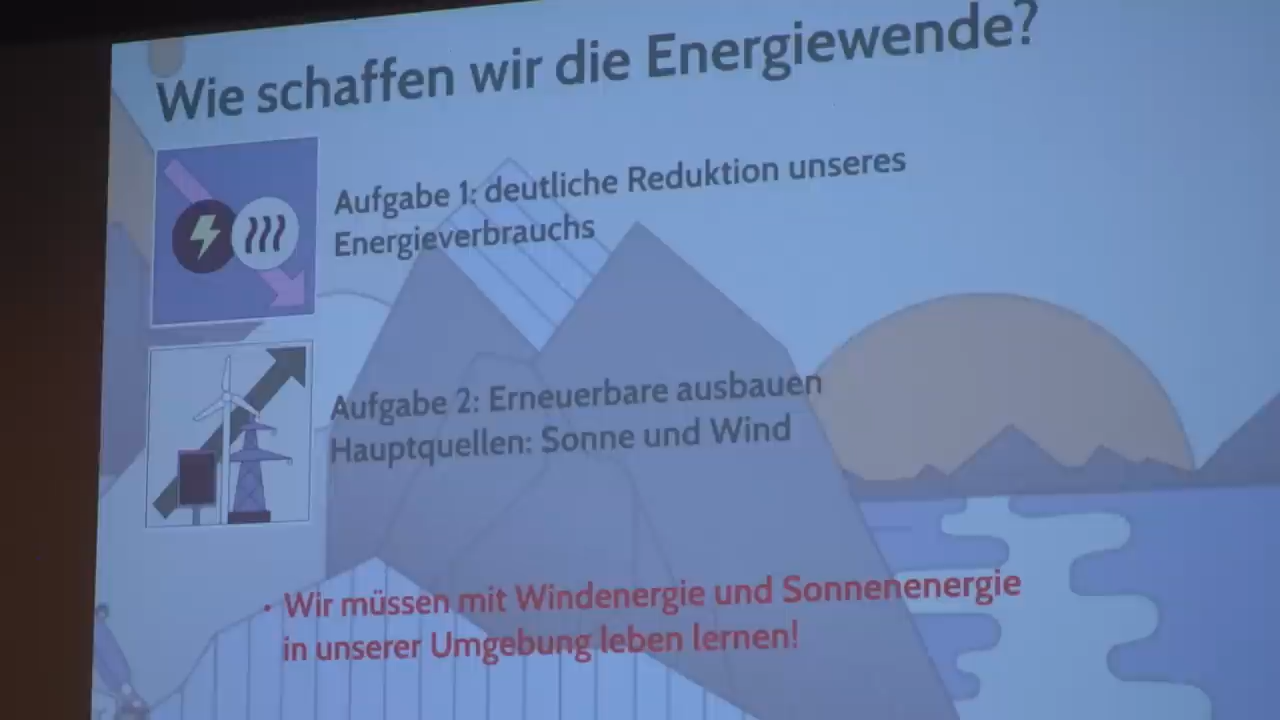 Wie schaffen wir die Energiewende?
Aufgabe 1: deutliche Reduktion unseres
Energieverbrauchs
Aufgabe 2: Erneuerbare ausbauen
Hauptquellen: Sonne und Wind
• Wir müssen mit Windenergie und Sonnenenergie
in unserer Umgebung leben lernen!